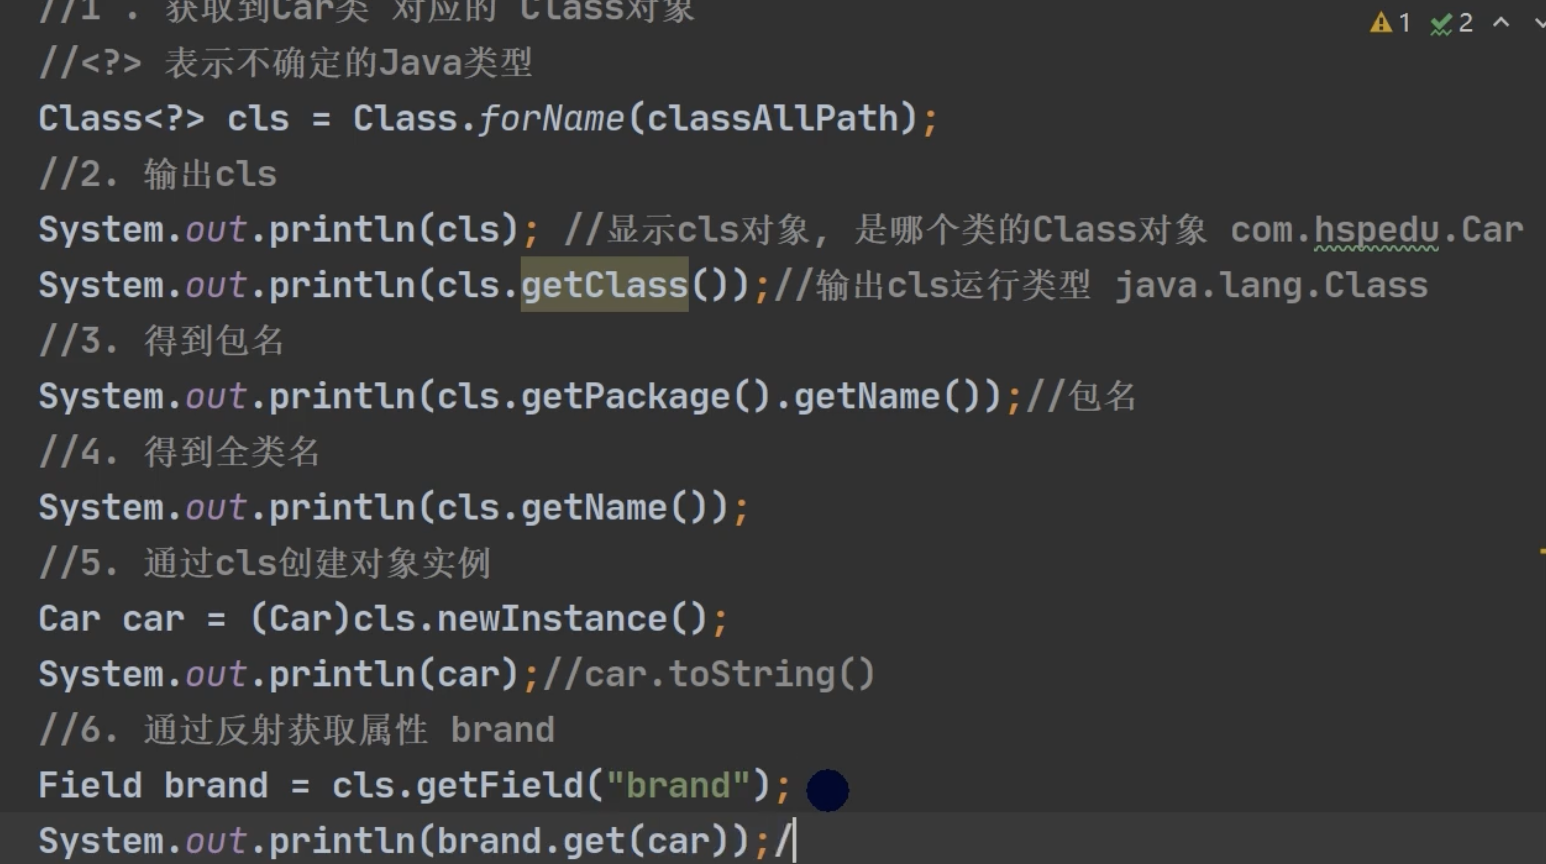 //1 . 获取到Car类 对应的 Class对象
1 2
//<?> 表示不确定的Java类型
Class<?> cls = Class.forName(classAllPath);
//2. 输出cls
System.out.println(cls); //显示cls对象, 是哪个类的Class对象 com.hspedu.Car
System.out.println(cls.getClass());//输出cls运行类型 java.lang.Class
//3. 得到包名
System.out.println(cls.getPackage().getName());//包名
//4. 得到全类名
System.out.println(cls.getName());
//5. 通过cls创建对象实例
Car car = (Car)cls.newInstance();
System.out.println(car);//car.toString()
//6. 通过反射获取属性 brand
Field brand = cls.getField("brand");
System.out.println(brand.get(car));/